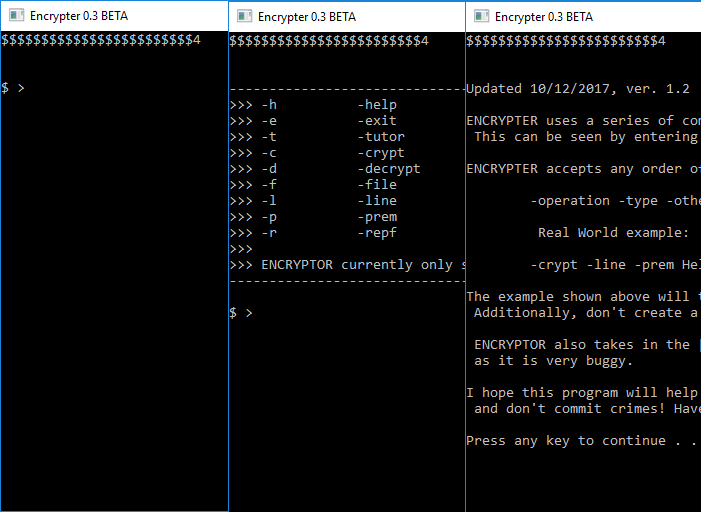 Encrypter 0.3 BETA
$$$$$$$$$$$$$$$$$$$$$$$$4
$ >
Encrypter 0.3 BETA
$$$$$$$$$$$$$$$$$$$$$$$$4
------------------------------
>>> -h -help
>>> -e -exit
>>> -t -tutor
>>> -c -crypt
>>> -d -decrypt
>>> -f -file
>>> -l -line
>>> -p -prem
>>> -r -repf
>>>
>>> ENCRYPTOR currently only
------------------------------
$ >
Encrypter 0.3 BETA
$$$$$$$$$$$$$$$$$$$$$$$$4
Updated 10/12/2017, ver. 1.2
ENCRYPTER uses a series of
This can be seen by entering
ENCRYPTER accepts any order
-operation -type
Real World example:
-crypt -line -prem
The example shown above will
Additionally, don't create a
ENCRYPTOR also takes in the
as it is very buggy.
I hope this program will help
and don't commit crimes!
Press any key to continue . .